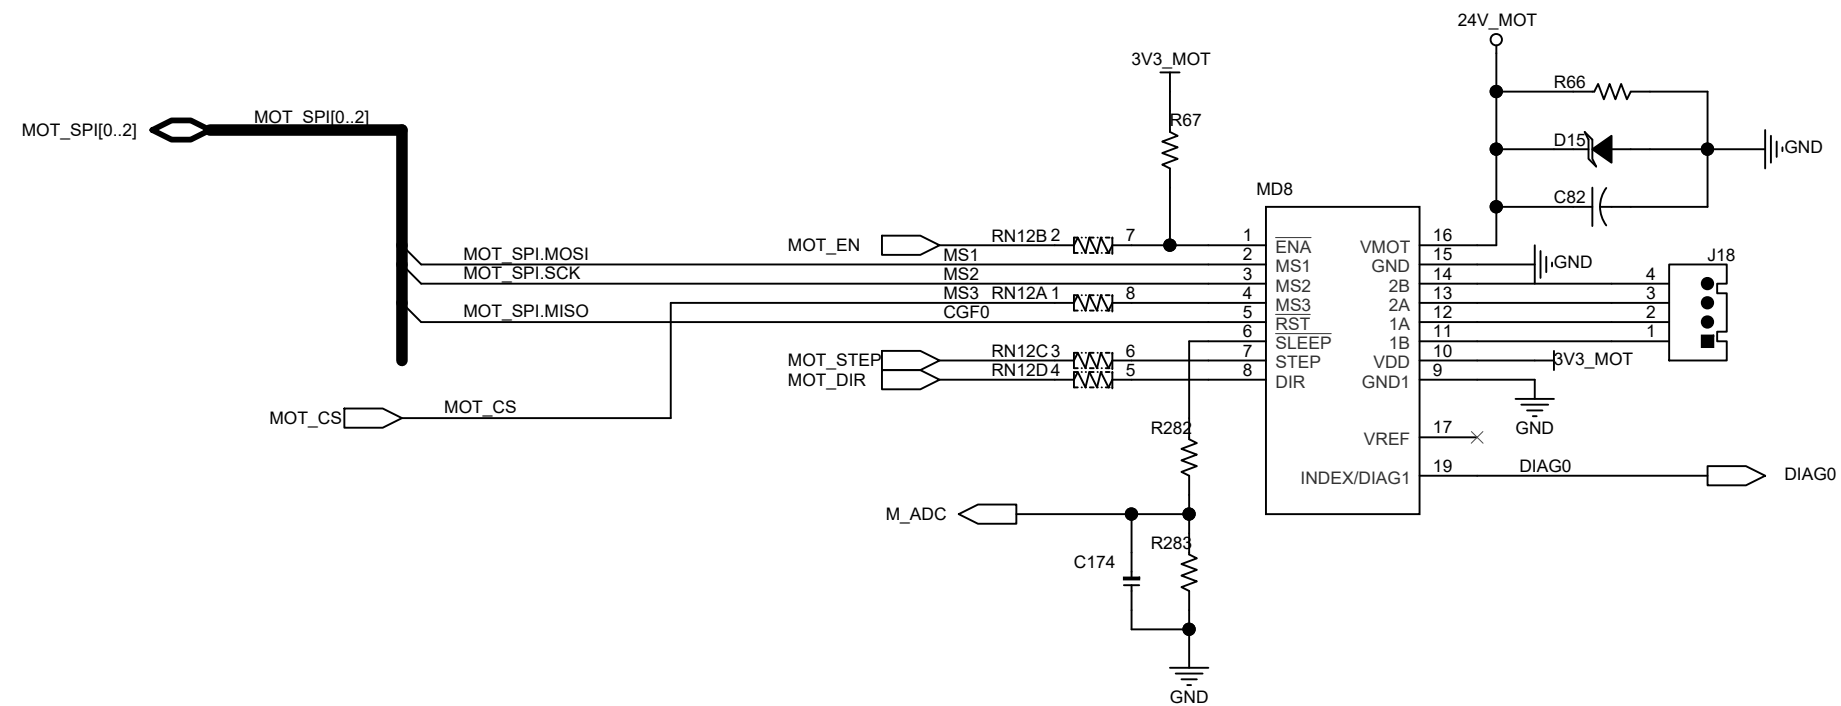 24V_MOT
3V3_MOT
R66
R67
MOT_SPI[0..2]
MOT_SPI[0..2]
D15
GND
MD8
C82
MOT_EN
RN12B 2
7
1
ENA
VMOT
16
MOT_SPI.MOSI
MS1
2
MS1
GND
15
GND
J18
MOT_SPI.SCK
MS2
3
MS2
2B
14
4
MS3
RN12A 1
8
4
MS3
2A
13
3
MOT_SPI.MISO
CGF0
5
RST
1A
12
2
6
SLEEP
1B
11
1
MOT_STEP
RN12C 3
6
7
STEP
VDD
10
3V3_MOT
MOT_DIR
RN12D 4
5
8
DIR
GND1
9
MOT_CS
MOT_CS
R282
GND
VREF
17
INDEX/DIAG1
19
DIAG0
DIAG0
M_ADC
R283
C174
GND